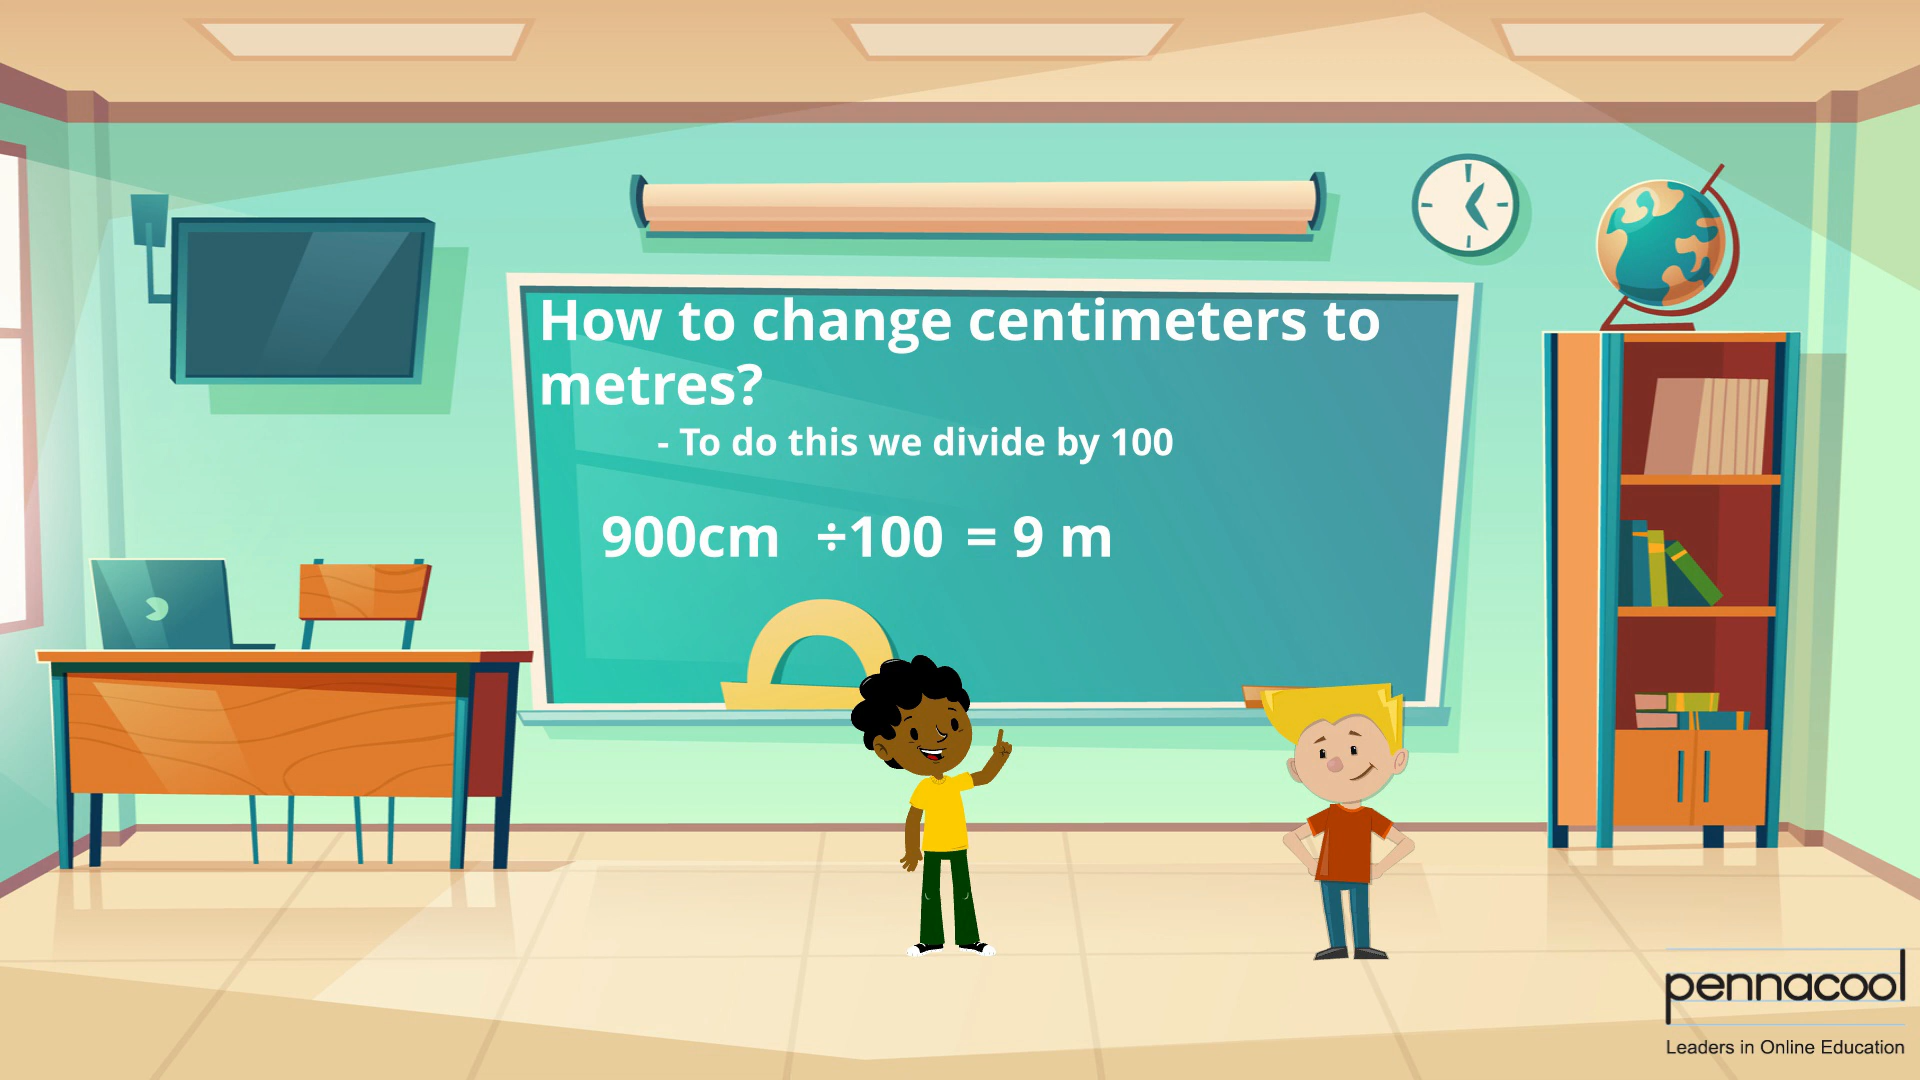 How to change centimeters to
metres?
- To do this we divide by 100
900cm ÷100 = 9 m
pennacool
Leaders in Online Education